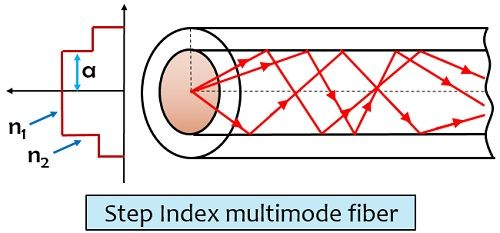 a
n1
n2
Step Index multimode fiber